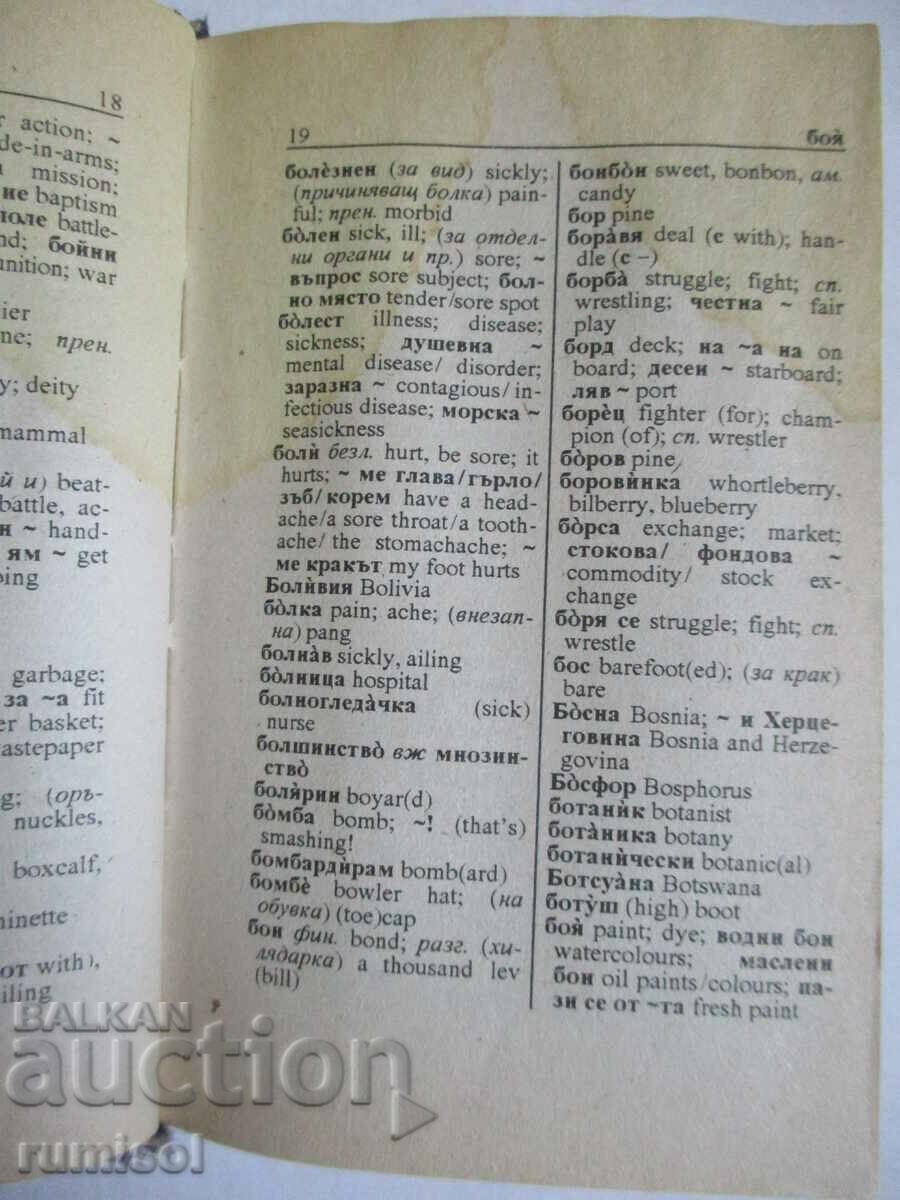 18
action; ~
de-in-arms;
mission;
ие baptism
поле battle-
nd; бойни
unition; war
ier
ne; прен.
y; deity
mammal
й и) beat-
battle, ac-
н ~ hand-
ям ~ get
ping
garbage;
за ~a fit
er basket;
astepaper
g; (оръ-
nuckles,
boxcalf,
ninette
от with),
iling
19 боя̀
болѐзнен (за вид) sickly;
(причиняващ болка) pain-
ful; прен. morbid
бо̀лен sick, ill; (за отдел-
ни органи и пр.) sore; ~
въпрос sore subject; бол-
но място tender/sore spot
бо̀лест illness; disease;
sickness; душевна ~
mental disease/ disorder;
заразна ~ contagious/ in-
fectious disease; морска ~
seasickness
болѝ безл. hurt, be sore; it
hurts; ~ ме глава/гърло/
зъб/корем have a head-
ache/a sore throat/a tooth-
ache/ the stomachache; ~
ме кракът my foot hurts
Болѝвия Bolivia
бо̀лка pain; ache; (внезап-
на) pang
болна̀в sickly, ailing
бо̀лница hospital
болногледа̀чка (sick)
nurse
болшинство̀ вж мнозин-
ство̀
боля̀рин boyar(d)
бо̀мба bomb; ~! (that's)
smashing!
бомбардѝрам bomb(ard)
бомбѐ bowler hat; (на
обувка) (toe)cap
бон фин. bond; разг. (хи-
лядарка) a thousand lev
(bill)
бонбо̀н sweet, bonbon, ам.
candy
бор pine
бора̀вя deal (с with); han-
dle (с –)
борба̀ struggle; fight; сп.
wrestling; честна ~ fair
play
борд deck; на ~а на on
board; десен ~ starboard;
ляв ~ port
борѐц fighter (for); cham-
pion (of); сп. wrestler
бо̀ров pine
боровѝнка whortleberry,
bilberry, blueberry
бо̀рса exchange; market;
стокова/ фондова ~
commodity/ stock ex-
change
бо̀ря се struggle; fight; сп.
wrestle
бос barefoot(ed); (за крак)
bare
Бо̀сна Bosnia; ~ и Херце-
говина Bosnia and Herze-
govina
Бо̀сфор Bosphorus
ботанѝк botanist
бота̀ника botany
ботанѝчески botanic(al)
Ботсуа̀на Botswana
боту̀ш (high) boot
боя̀ paint; dye; водни бои
watercolours; маслени
бои oil paints/colours; па-
зи се от ~та fresh paint
BALKAN
auction
rumisol